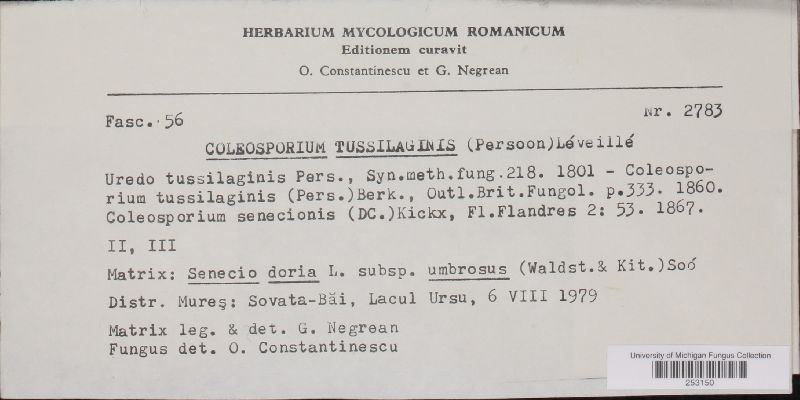 HERBARIUM MYCOLOGICUM ROMANICUM
Editionem curavit
O. Constantinescu et G. Negrean
Fasc. 56
Nr. 2783
COLEOSPORIUM TUSSILAGINIS (Persoon)Léveillé
Uredo tussilaginis Pers., Syn.meth.fung.218. 1801 - Coleospo-
rium tussilaginis (Pers.)Berk., Outl.Brit.Fungol. p.333. 1860.
Coleosporium senecionis (DC.)Kickx, Fl.Flandres 2: 53. 1867.
II, III
Matrix: Senecio doria L. subsp. umbrosus (Waldst.& Kit.)Soó
Distr. Mureş: Sovata-Băi, Lacul Ursu, 6 VIII 1979
Matrix leg. & det. G. Negrean
Fungus det. O. Constantinescu
University of Michigan Fungus Collection
253150